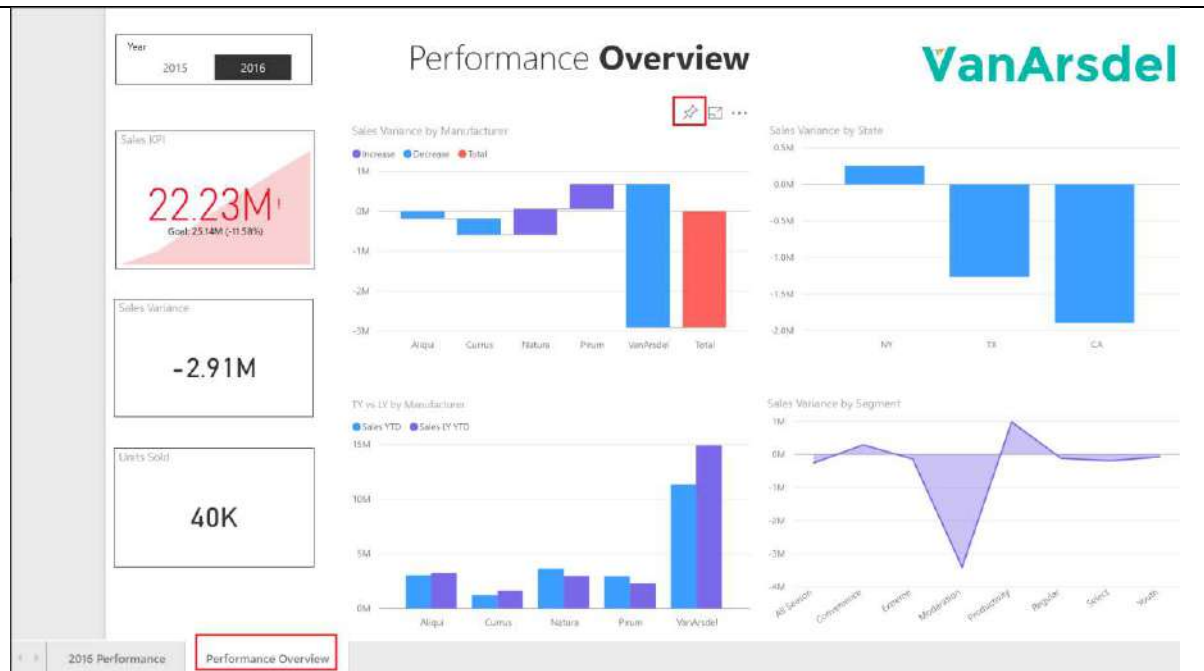 Year
2015 2016
Performance Overview
VanArsdel
Sales KPI
22.23M!
Goal: 25.14M (-11.58%)
Sales Variance
-2.91M
Units Sold
40K
Sales Variance by Manufacturer
Increase Decrease Total
1M
0M
-1M
-2M
-3M
Aliqui Currus Natura Pirum VanArsdel Total
Sales Variance by State
0.5M
0.0M
-0.5M
-1.0M
-1.5M
-2.0M
NY TX CA
TY vs LY by Manufacturer
Sales YTD Sales LY YTD
15M
10M
5M
0M
Aliqui Currus Natura Pirum VanArsdel
Sales Variance by Segment
1M
0M
-1M
-2M
-3M
-4M
All Season Convenience Extreme Moderation Productivity Regular Select Youth
2016 Performance Performance Overview